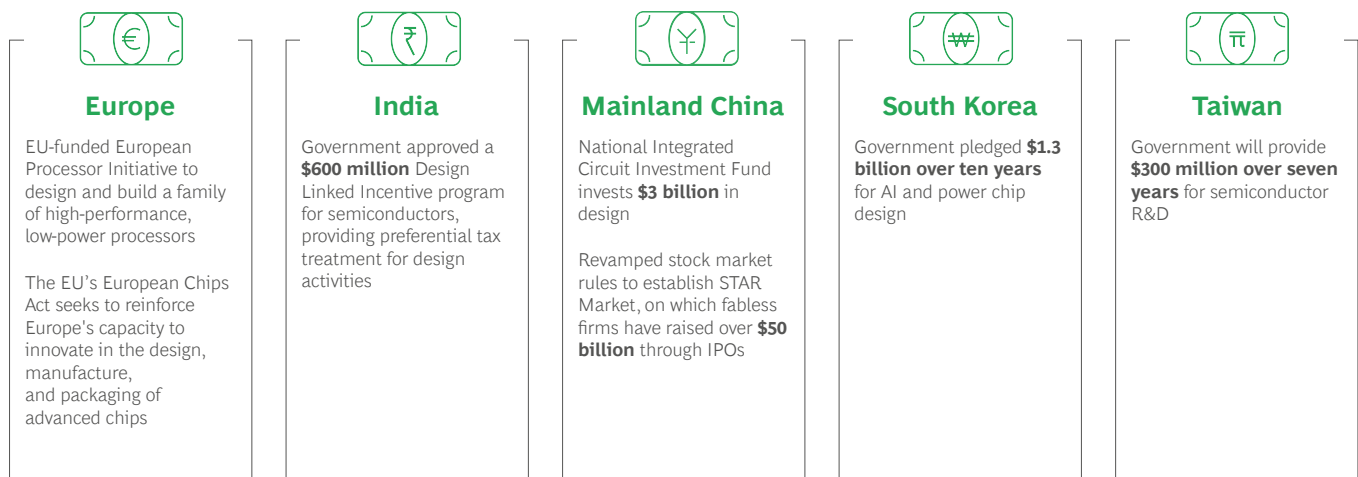 €
Europe
EU-funded European
Processor Initiative to
design and build a family
of high-performance,
low-power processors
The EU’s European Chips
Act seeks to reinforce
Europe's capacity to
innovate in the design,
manufacture,
and packaging of
advanced chips
₹
India
Government approved a
$600 million Design
Linked Incentive program
for semiconductors,
providing preferential tax
treatment for design
activities
¥
Mainland China
National Integrated
Circuit Investment Fund
invests $3 billion in
design
Revamped stock market
rules to establish STAR
Market, on which fabless
firms have raised over $50
billion through IPOs
₩
South Korea
Government pledged $1.3
billion over ten years
for AI and power chip
design
Taiwan
Government will provide
$300 million over seven
years for semiconductor
R&D